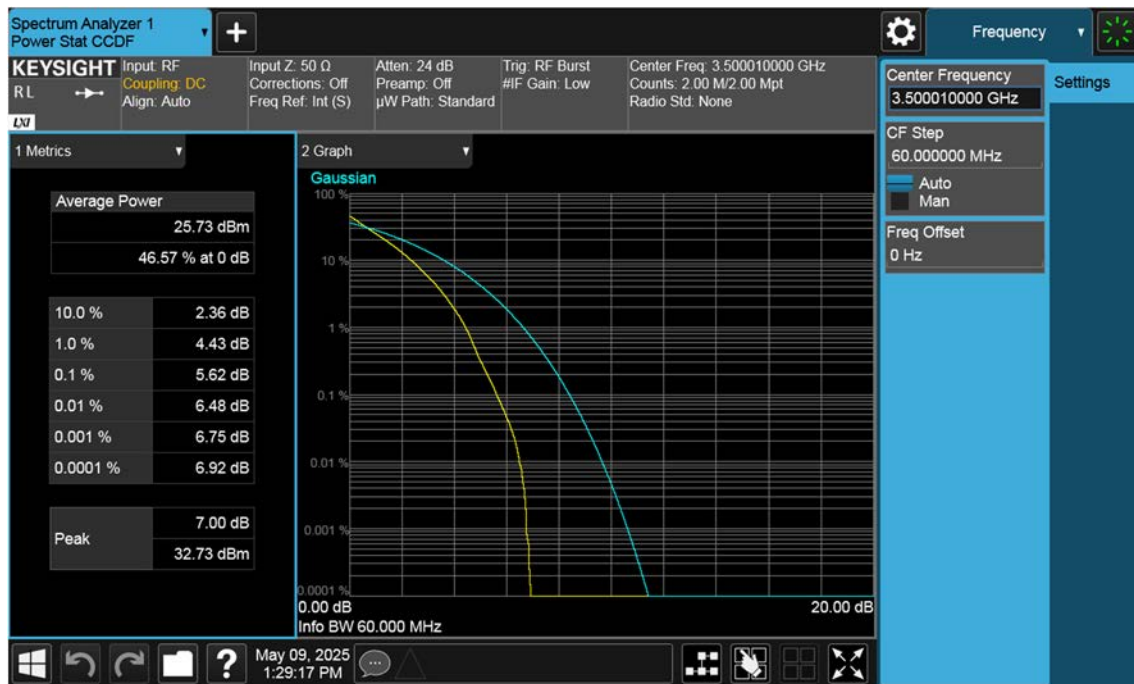 Spectrum Analyzer 1
Power Stat CCDF
Frequency
KEYSIGHT
RL
LXI
Input: RF
Coupling: DC
Align: Auto
Input Z: 50 Ω
Corrections: Off
Freq Ref: Int (S)
Atten: 24 dB
Preamp: Off
µW Path: Standard
Trig: RF Burst
#IF Gain: Low
Center Freq: 3.500010000 GHz
Counts: 2.00 M/2.00 Mpt
Radio Std: None
Center Frequency
3.500010000 GHz
Settings
CF Step
60.000000 MHz
Auto
Man
Freq Offset
0 Hz
1 Metrics
Average Power
25.73 dBm
46.57 % at 0 dB
10.0 % 2.36 dB
1.0 % 4.43 dB
0.1 % 5.62 dB
0.01 % 6.48 dB
0.001 % 6.75 dB
0.0001 % 6.92 dB
Peak
7.00 dB
32.73 dBm
2 Graph
Gaussian
100 %
10 %
1 %
0.1 %
0.01 %
0.001 %
0.0001 %
0.00 dB 20.00 dB
Info BW 60.000 MHz
?
May 09, 2025
1:29:17 PM